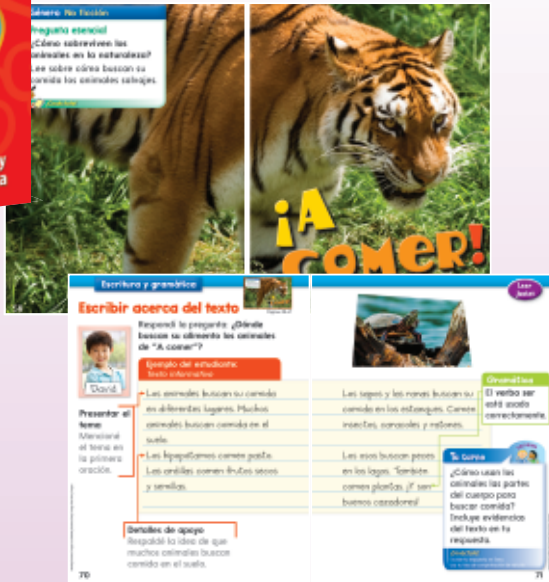 y
a
Género No ficción
Pregunta esencial
¿Cómo sobreviven los
animales en la naturaleza?
Lee sobre cómo buscan su
comida los animales salvajes.
¡A
COMER!
Escritura y gramática
Escribir acerca del texto
Respondí la pregunta: ¿Dónde
buscan su alimento los animales
de "A comer"?
David
Ejemplo del estudiante:
Texto informativo
Presentar el
tema
Mencioné
el tema en
la primera
oración.
Los animales buscan su comida
en diferentes lugares. Muchos
animales buscan comida en el
suelo.
Los hipopótamos comen pasto.
Las ardillas comen frutos secos
y semillas.
Detalles de apoyo
Respaldé la idea de que
muchos animales buscan
comida en el suelo.
70
Leer
juntos
Los sapos y las ranas buscan su
comida en los estanques. Comen
insectos, caracoles y ratones.
Los osos buscan peces
en los lagos. También
comen plantas. ¡Y son
buenos cazadores!
Gramática
El verbo ser
está usado
correctamente.
Tu turno
¿Cómo usan los
animales las partes
del cuerpo para
buscar comida?
Incluye evidencias
del texto en tu
respuesta.
71